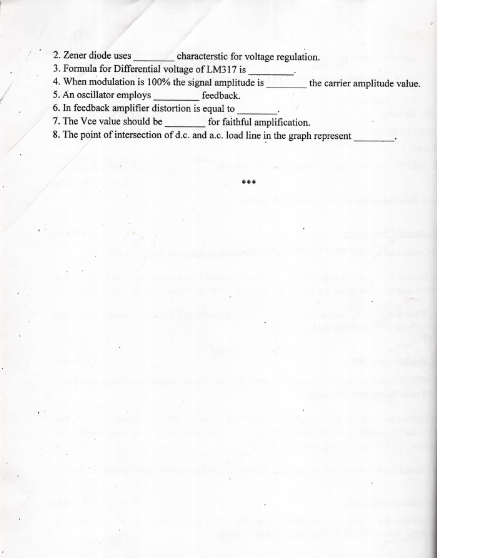 2. Zener diode uses ________ characterstic for voltage regulation.
3. Formula for Differential voltage of LM317 is _________.
4. When modulation is 100% the signal amplitude is ________ the carrier amplitude value.
5. An oscillator employs _________ feedback.
6. In feedback amplifier distortion is equal to ________.
7. The Vce value should be ________ for faithful amplification.
8. The point of intersection of d.c. and a.c. load line in the graph represent ________.
***